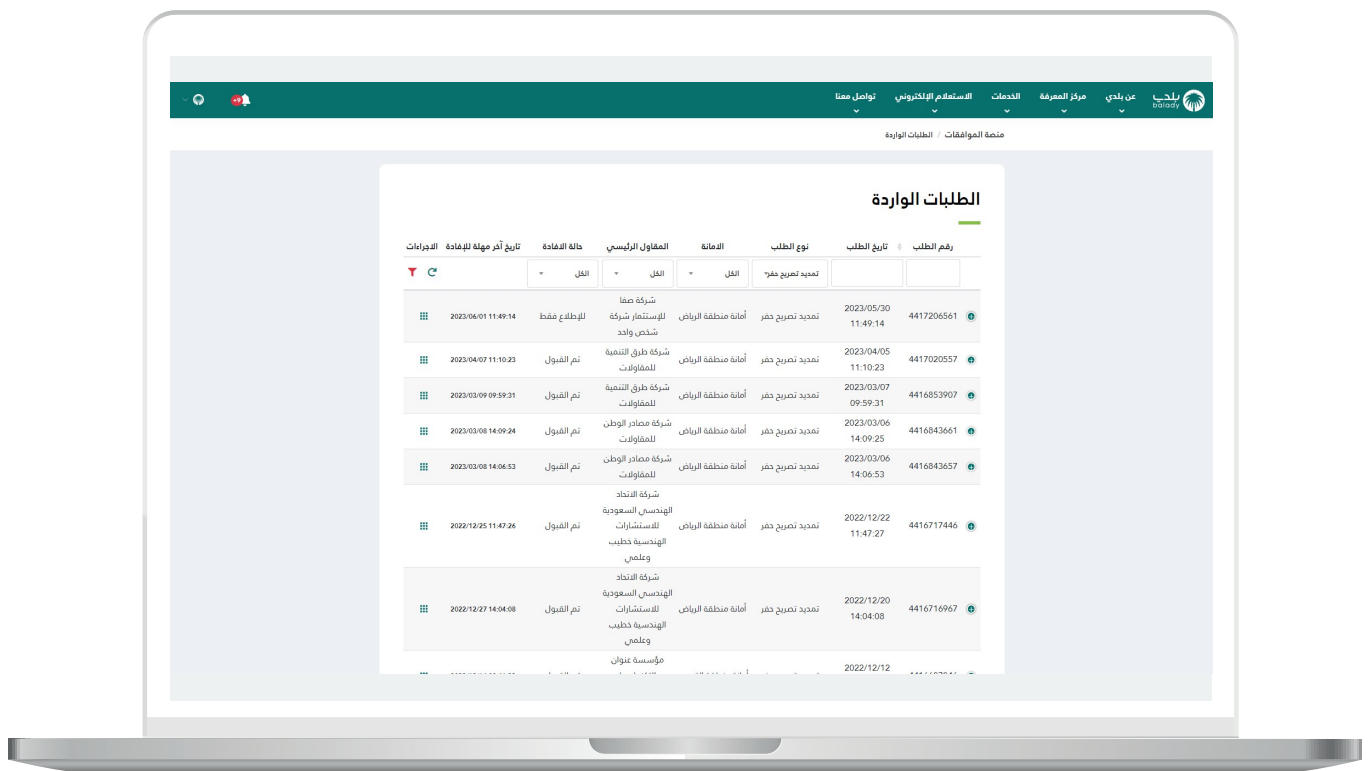 بلدي
balady
عن بلدي
مركز المعرفة
الخدمات
الاستعلام الإلكتروني
تواصل معنا
+9
منصة الموافقات / الطلبات الواردة
الطلبات الواردة
رقم الطلب تاريخ الطلب نوع الطلب الامانة المقاول الرئيسي حالة الافادة تاريخ أخر مهلة للإفادة الاجراءات
تمديد تصريح حفر الكل الكل الكل
شركة صفا
للإستثمار شركة
شخص واحد
4417206561 2023/05/30 11:49:14 تمديد تصريح حفر أمانة منطقة الرياض للإطلاع فقط 2023/06/01 11:49:14
شركة طرق التنمية
للمقاولات
4417020557 2023/04/05 11:10:23 تمديد تصريح حفر أمانة منطقة الرياض تم القبول 2023/04/07 11:10:23
شركة طرق التنمية
للمقاولات
4416853907 2023/03/07 09:59:31 تمديد تصريح حفر أمانة منطقة الرياض تم القبول 2023/03/09 09:59:31
شركة مصادر الوطن
للمقاولات
4416843661 2023/03/06 14:09:25 تمديد تصريح حفر أمانة منطقة الرياض تم القبول 2023/03/08 14:09:24
شركة مصادر الوطن
للمقاولات
4416843657 2023/03/06 14:06:53 تمديد تصريح حفر أمانة منطقة الرياض تم القبول 2023/03/08 14:06:53
شركة الاتحاد
الهندسي السعودية
للاستشارات
الهندسية خطيب
وعلمي
4416717446 2022/12/22 11:47:27 تمديد تصريح حفر أمانة منطقة الرياض تم القبول 2022/12/25 11:47:26
شركة الاتحاد
الهندسي السعودية
للاستشارات
الهندسية خطيب
وعلمي
4416716967 2022/12/20 14:04:08 تمديد تصريح حفر أمانة منطقة الرياض تم القبول 2022/12/27 14:04:08
مؤسسة عنوان
2022/12/12